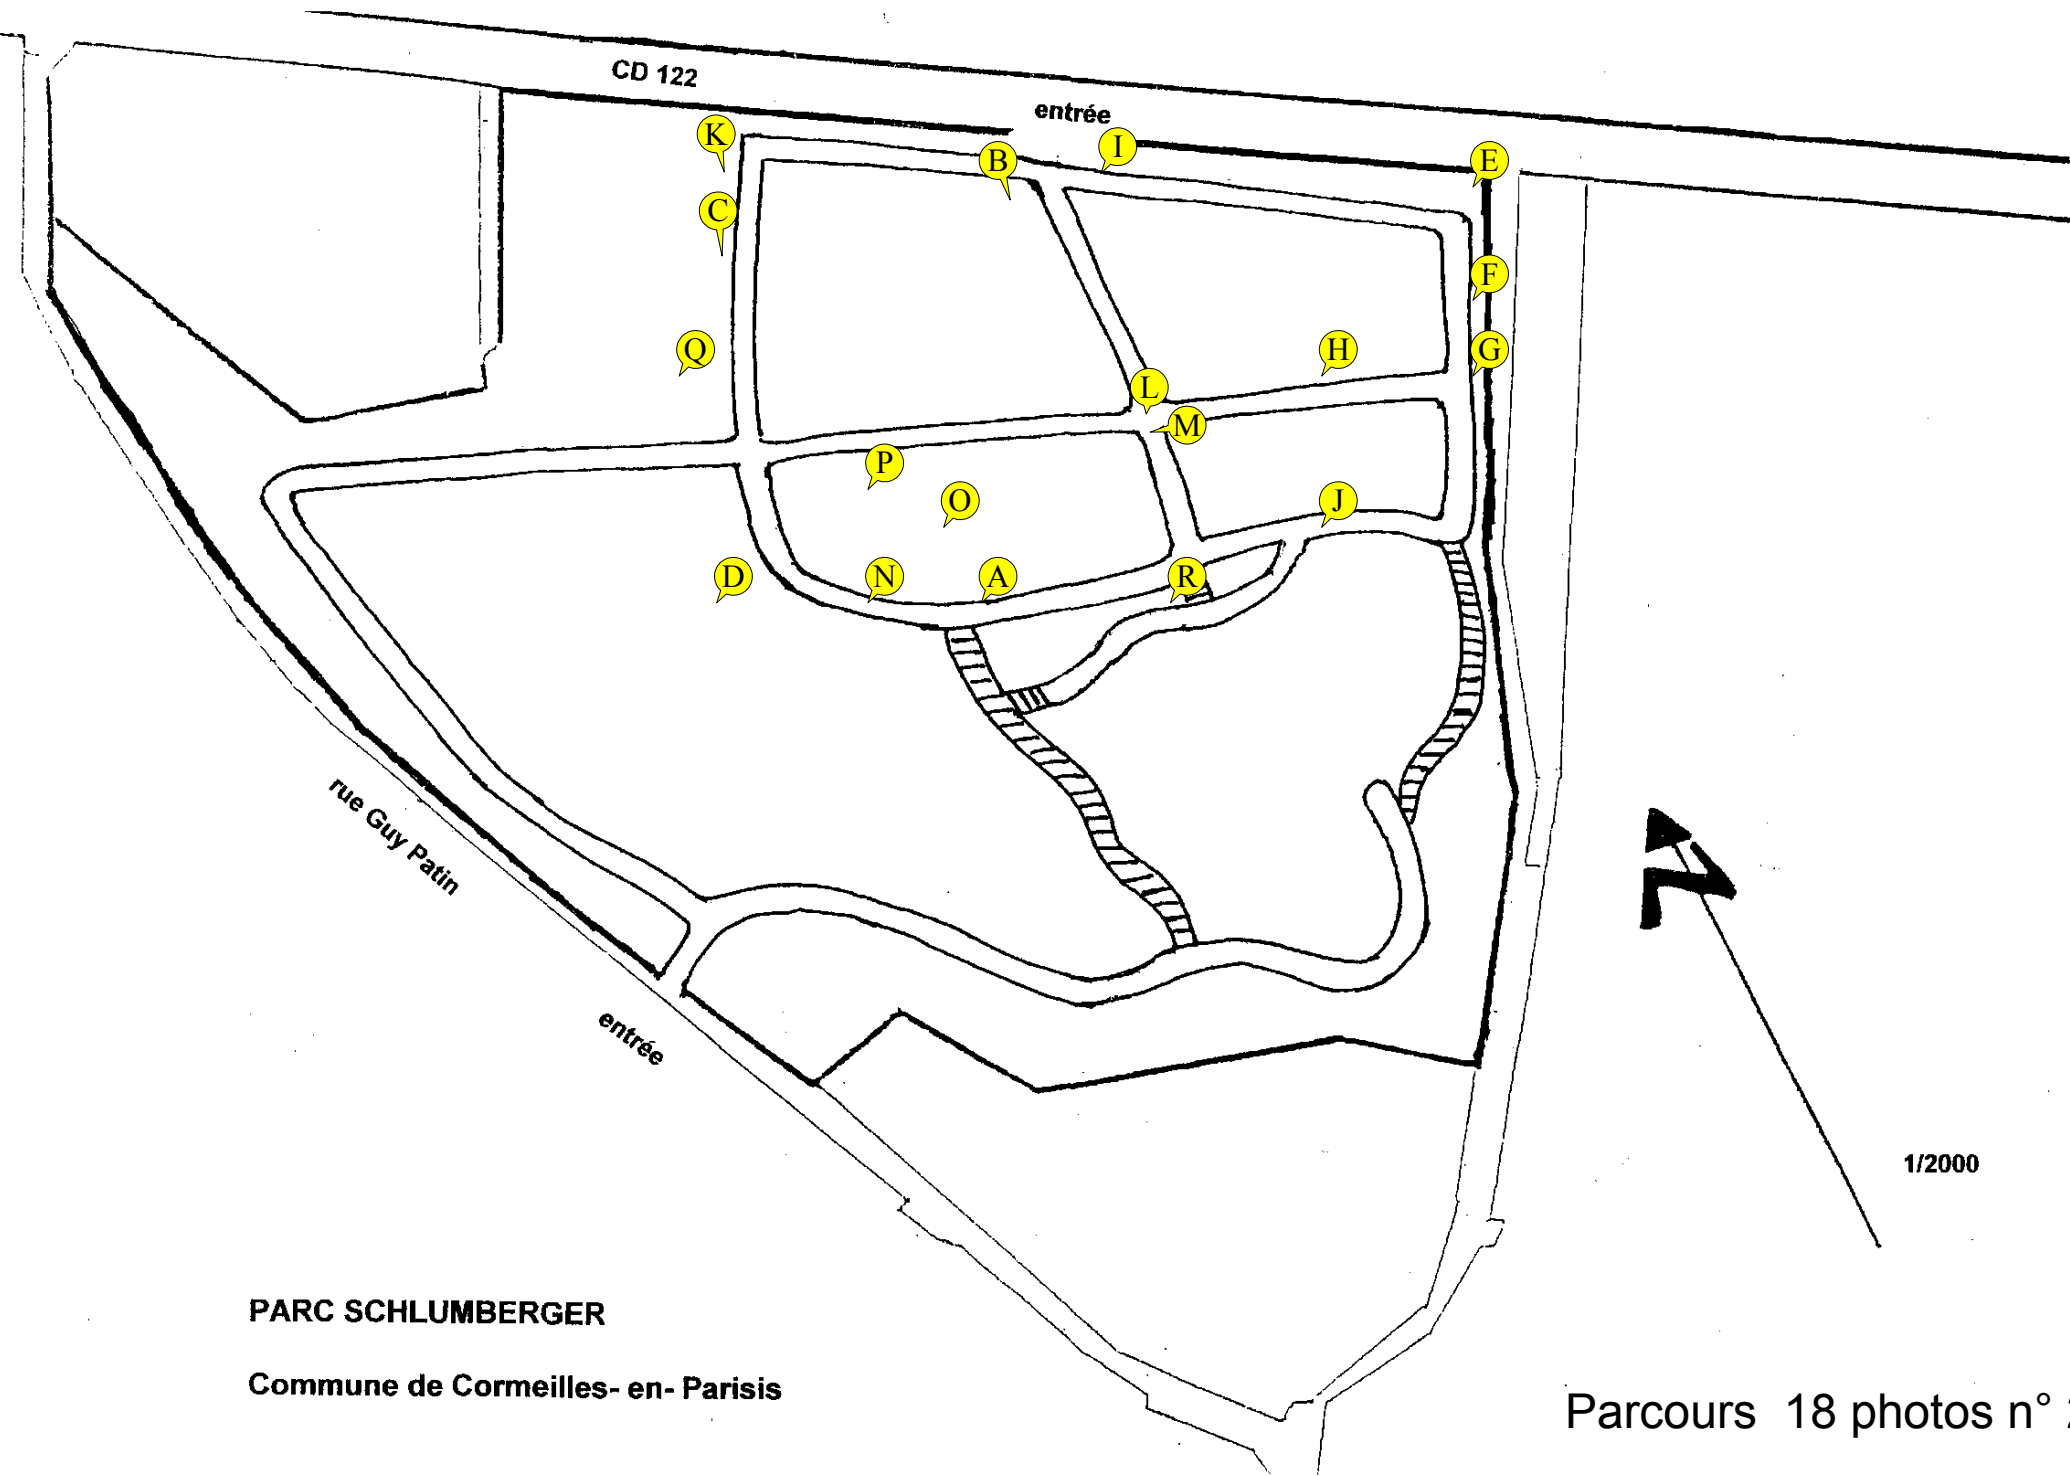 CD 122
entrée
K
B
I
E
C
F
Q
H
G
L
M
P
O
J
D
N
A
R
rue Guy Patin
entrée
N
1/2000
PARC SCHLUMBERGER
Commune de Cormeilles- en- Parisis
Parcours 18 photos n°